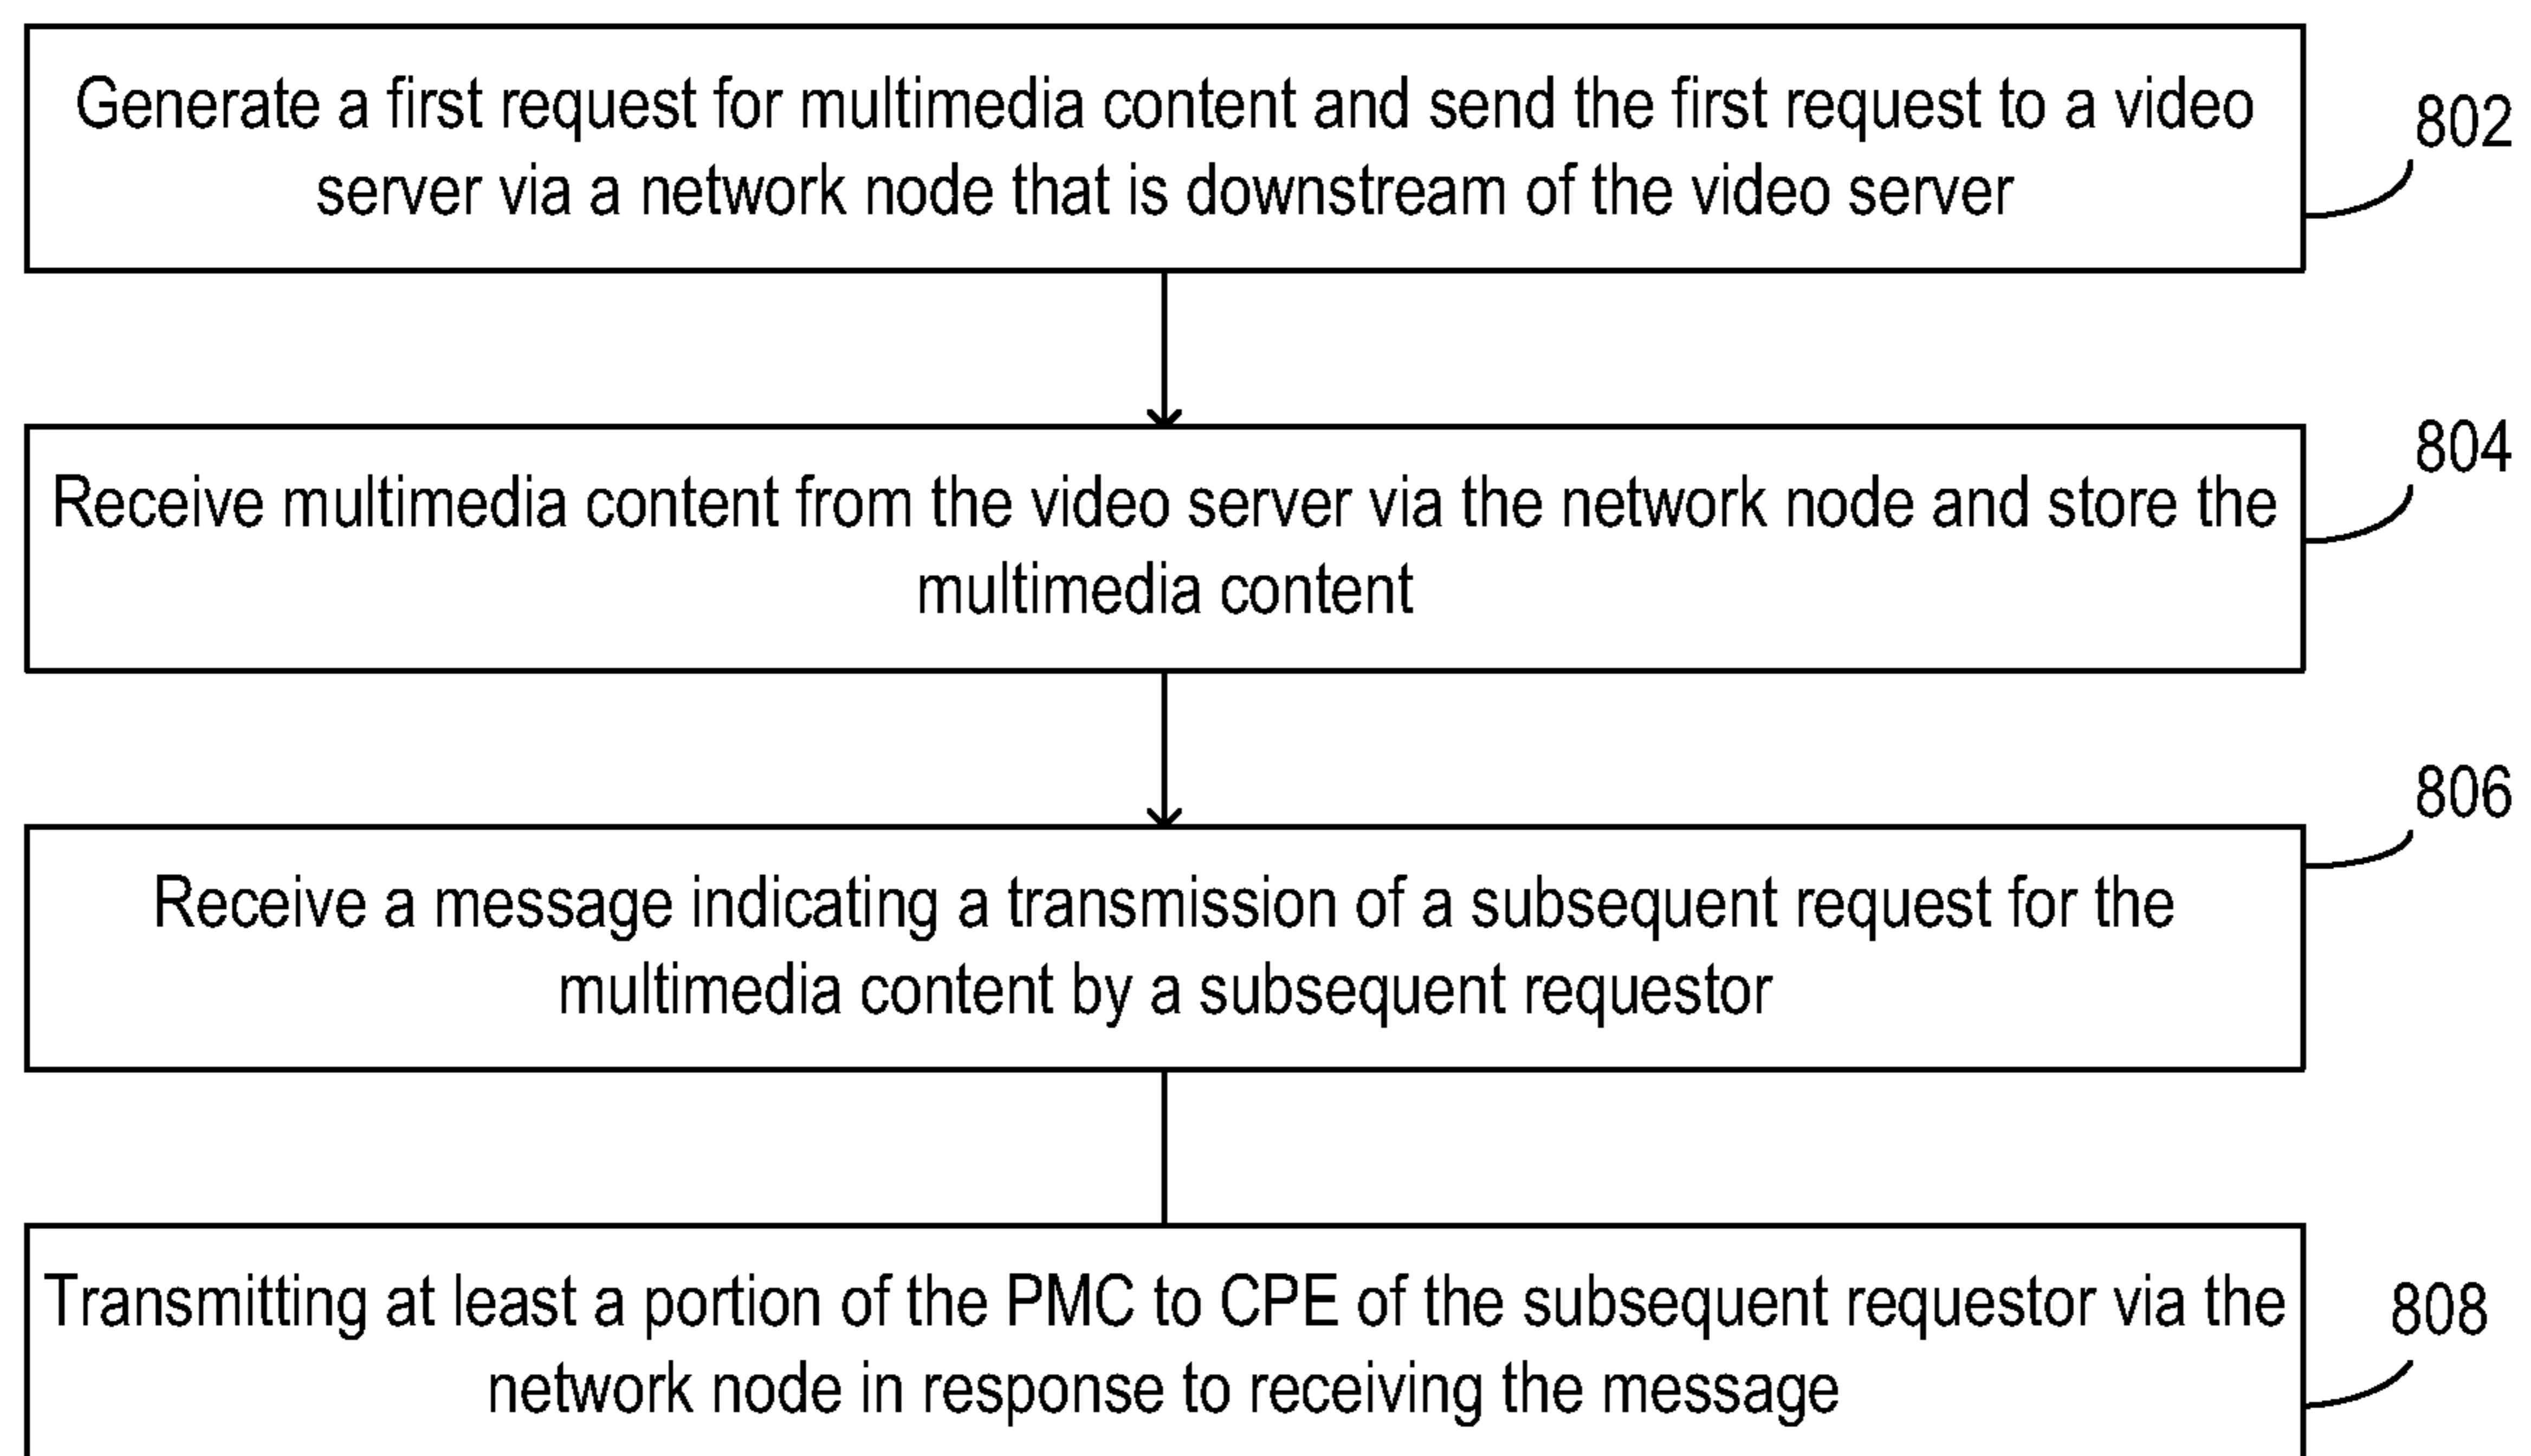 Generate a first request for multimedia content and send the first request to a video
server via a network node that is downstream of the video server
802
Receive multimedia content from the video server via the network node and store the
multimedia content
804
Receive a message indicating a transmission of a subsequent request for the
multimedia content by a subsequent requestor
806
Transmitting at least a portion of the PMC to CPE of the subsequent requestor via the
network node in response to receiving the message
808